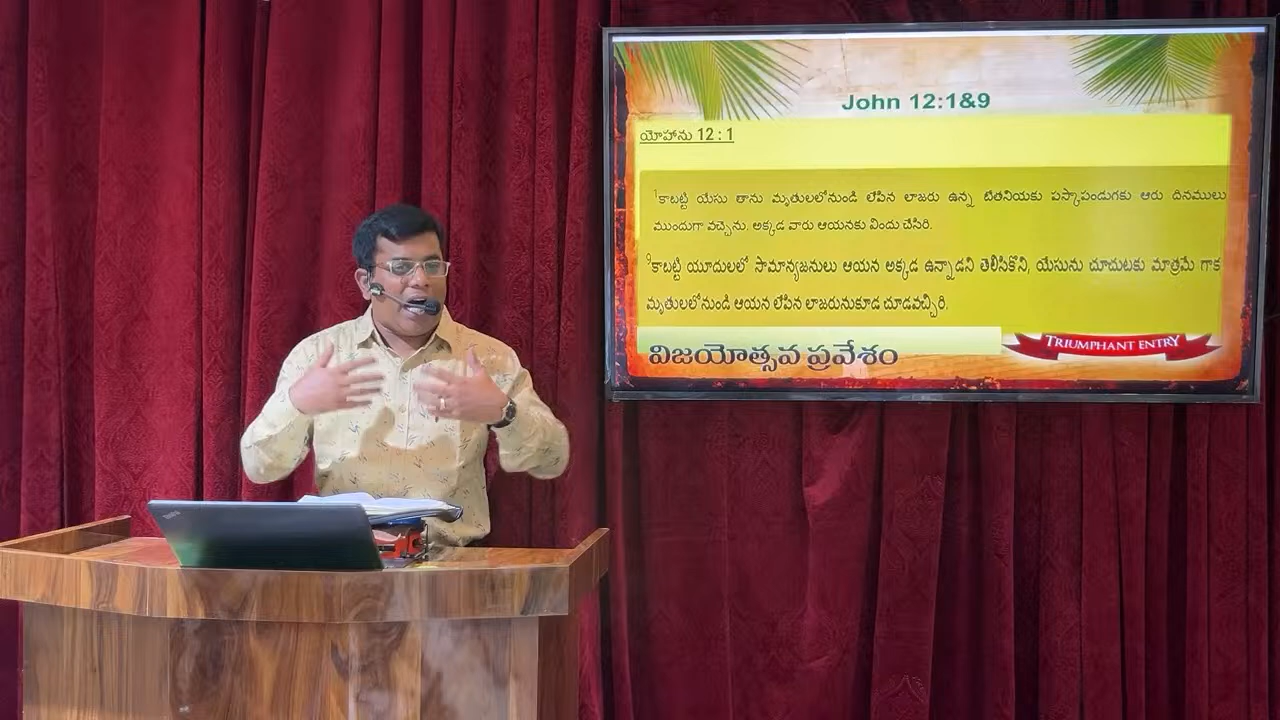 John 12:1&9
యోహాను 12 : 1
1కాబట్టి యేసు తాను మృతులలోనుండి లేపిన లాజరు ఉన్న బేతనియకు పస్కాపండుగకు ఆరు దినములు
ముందుగా వచ్చెను. అక్కడ వారు ఆయనకు విందు చేసిరి.
9కాబట్టి యూదులలో సామాన్యజనులు ఆయన అక్కడ ఉన్నాడని తెలిసికొని, యేసును చూచుటకు మాత్రమే గాక
మృతులలోనుండి ఆయన లేపిన లాజరునుకూడ చూడవచ్చిరి.
విజయోత్సవ ప్రవేశం
TRIUMPHANT ENTRY